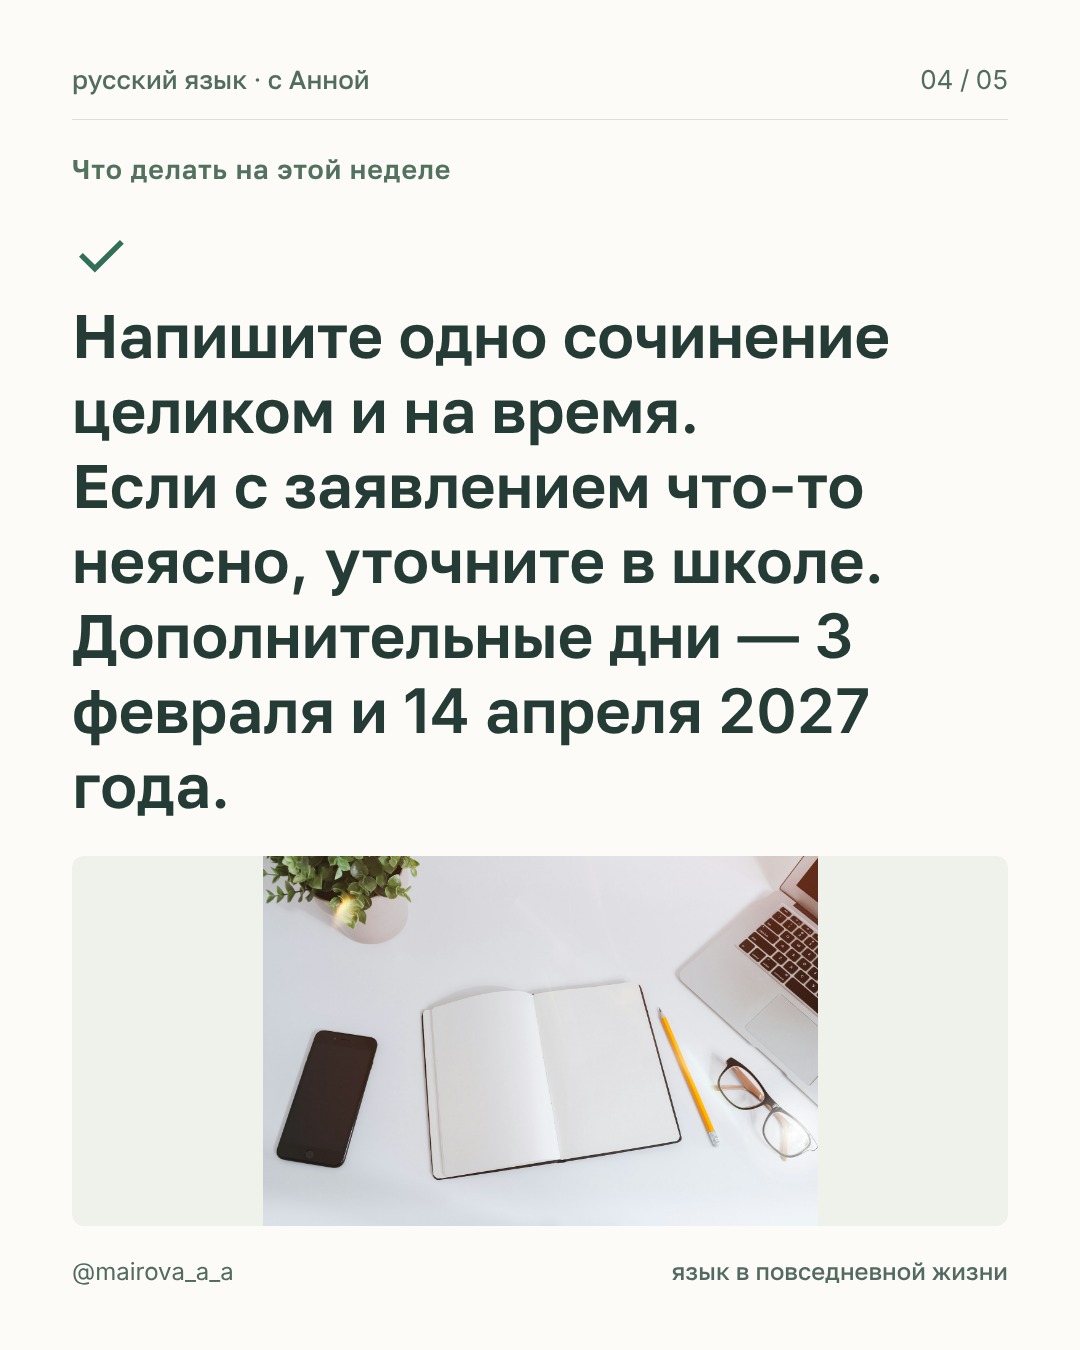 русский язык · с Анной
04 / 05
Что делать на этой неделе
Напишите одно сочинение
целиком и на время.
Если с заявлением что-то
неясно, уточните в школе.
Дополнительные дни — 3
февраля и 14 апреля 2027
года.
@mairova_a_a
язык в повседневной жизни